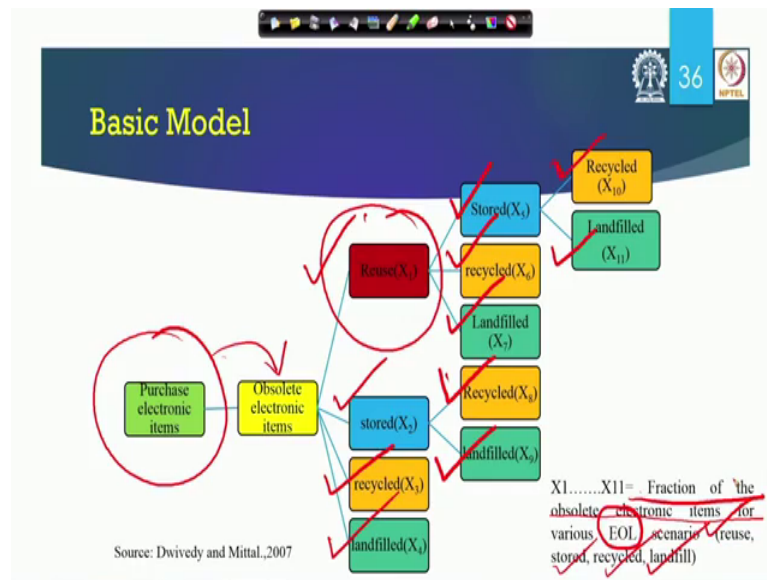 36
NPTEL
Basic Model
Recycled
(X10)
Stored(X5)
Landfilled
(X11)
Reuse(X1)
recycled(X6)
Landfilled
(X7)
Purchase
electronic
items
Obsolete
electronic
items
Recycled(X8)
stored(X2)
landfilled(X9)
recycled(X3)
landfilled(X4)
X1.......X11= Fraction of the
obsolete electronic items for
various EOL scenario (reuse,
stored, recycled, landfill)
Source: Dwivedy and Mittal.,2007